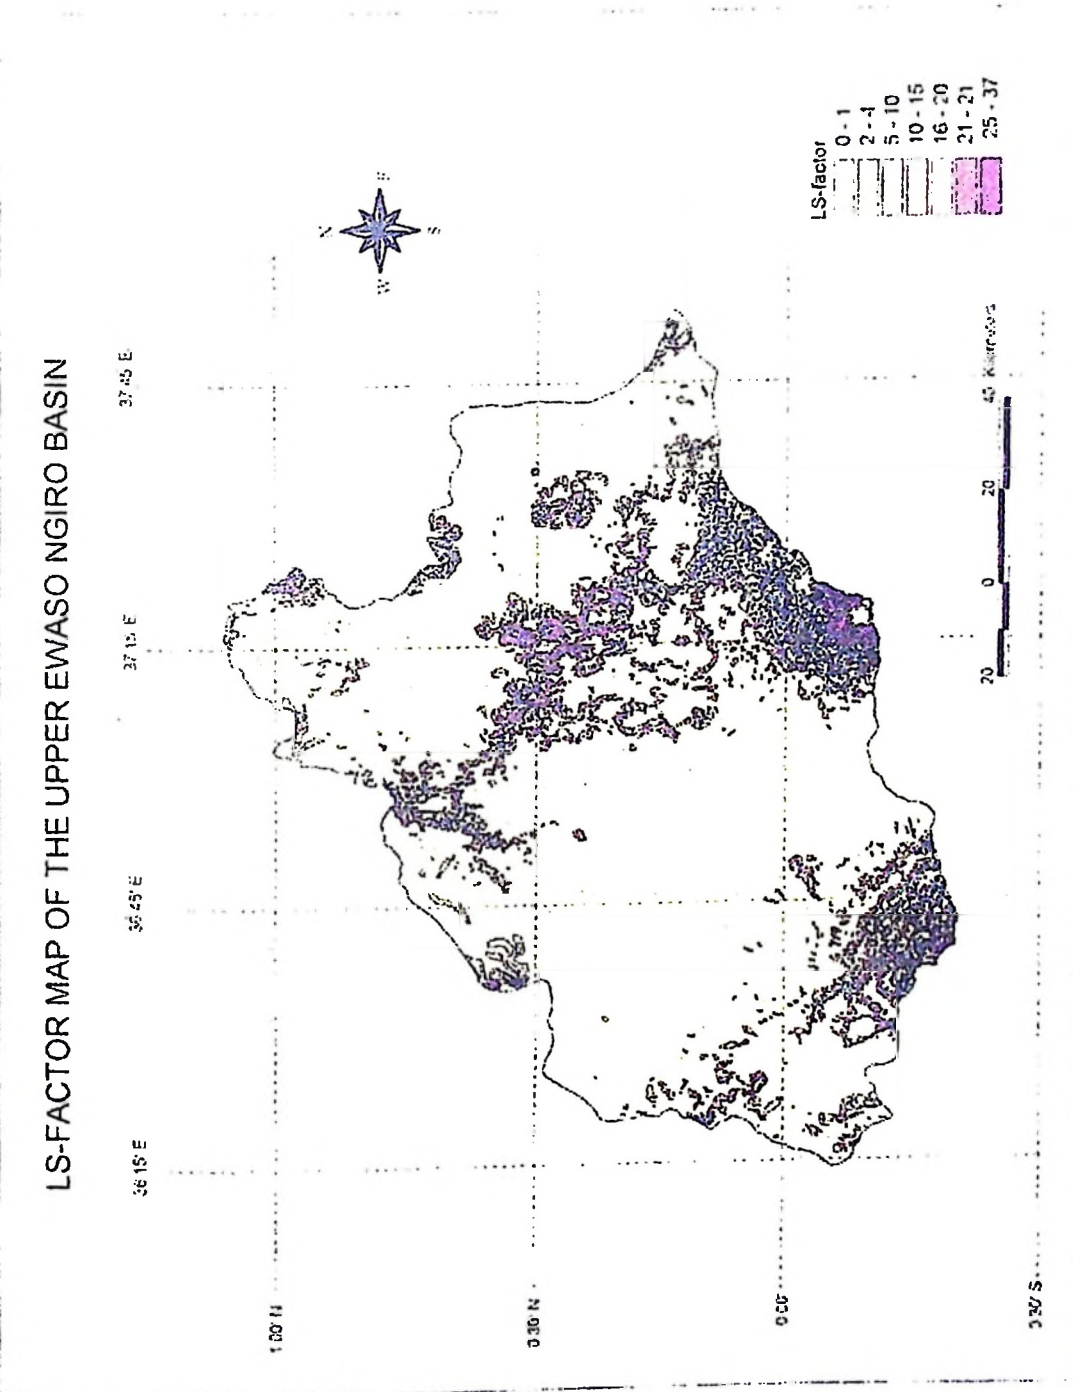 LS-FACTOR MAP OF THE UPPER EWASO NGIRO BASIN
36 15' E
36 45' E
37 15 E
37 45 E
1 00' N
0 30' N
0 00'
0 30' S
N
W
E
S
LS-factor
0 - 1
2 - 4
5 - 10
10 - 15
16 - 20
21 - 21
25 - 37
20 0 20 40 Kilometers